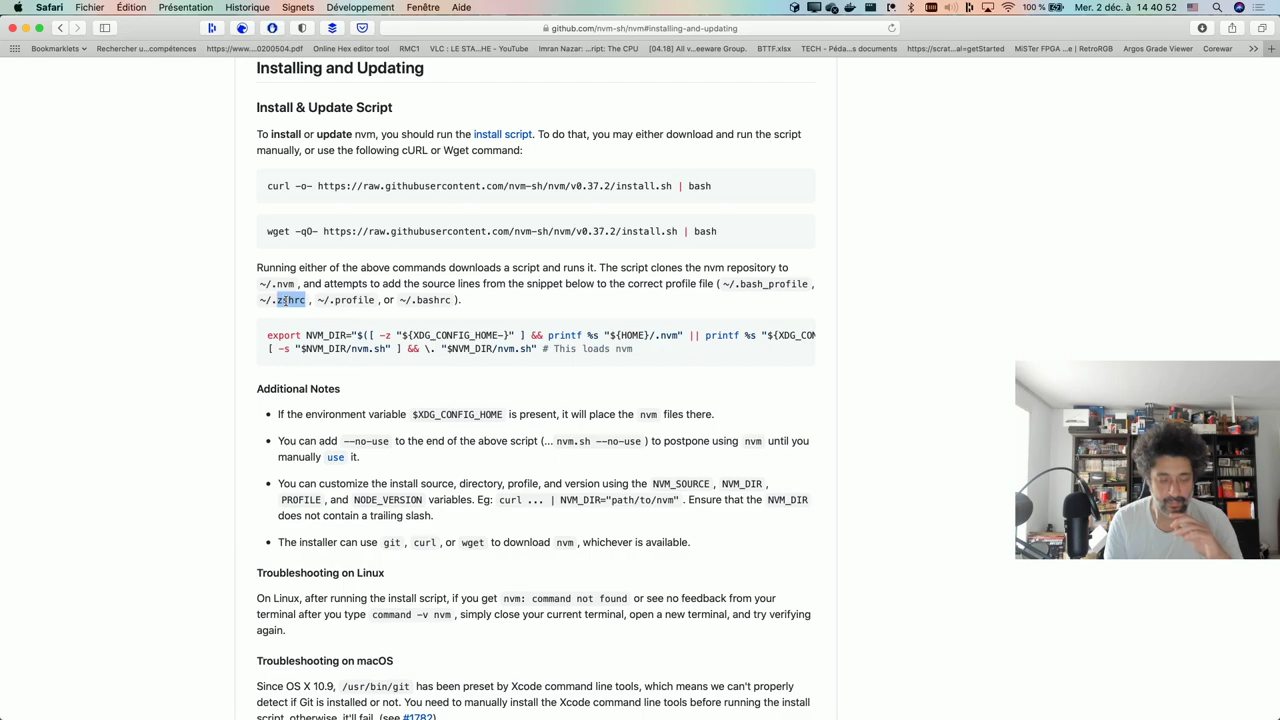 Safari Fichier Édition Présentation Historique Signets Développement Fenêtre Aide 100 % Mer. 2 déc. à 14 40 52
github.com/nvm-sh/nvm#installing-and-updating
Bookmarklets Rechercher u...compétences https://www....0200504.pdf Online Hex editor tool RMC1 VLC : LE STA...HE - YouTube Imran Nazar:...ript: The CPU [04.18] All v...eeware Group. BTTF.xlsx TECH - Péda...s documents https://scrat...al=getStarted MiSTer FPGA ...e | RetroRGB Argos Grade Viewer Corewar
Installing and Updating
Install & Update Script
To install or update nvm, you should run the install script. To do that, you may either download and run the script
manually, or use the following cURL or Wget command:
curl -o- https://raw.githubusercontent.com/nvm-sh/nvm/v0.37.2/install.sh | bash
wget -qO- https://raw.githubusercontent.com/nvm-sh/nvm/v0.37.2/install.sh | bash
Running either of the above commands downloads a script and runs it. The script clones the nvm repository to
~/.nvm , and attempts to add the source lines from the snippet below to the correct profile file ( ~/.bash_profile ,
~/.zshrc , ~/.profile , or ~/.bashrc ).
export NVM_DIR="$([ -z "${XDG_CONFIG_HOME-}" ] && printf %s "${HOME}/.nvm" || printf %s "${XDG_CON
[ -s "$NVM_DIR/nvm.sh" ] && \. "$NVM_DIR/nvm.sh" # This loads nvm
Additional Notes
• If the environment variable $XDG_CONFIG_HOME is present, it will place the nvm files there.
• You can add --no-use to the end of the above script (... nvm.sh --no-use ) to postpone using nvm until you
manually use it.
• You can customize the install source, directory, profile, and version using the NVM_SOURCE , NVM_DIR ,
PROFILE , and NODE_VERSION variables. Eg: curl ... | NVM_DIR="path/to/nvm" . Ensure that the NVM_DIR
does not contain a trailing slash.
• The installer can use git , curl , or wget to download nvm , whichever is available.
Troubleshooting on Linux
On Linux, after running the install script, if you get nvm: command not found or see no feedback from your
terminal after you type command -v nvm , simply close your current terminal, open a new terminal, and try verifying
again.
Troubleshooting on macOS
Since OS X 10.9, /usr/bin/git has been preset by Xcode command line tools, which means we can't properly
detect if Git is installed or not. You need to manually install the Xcode command line tools before running the install
script, otherwise, it'll fail. (see #1782)